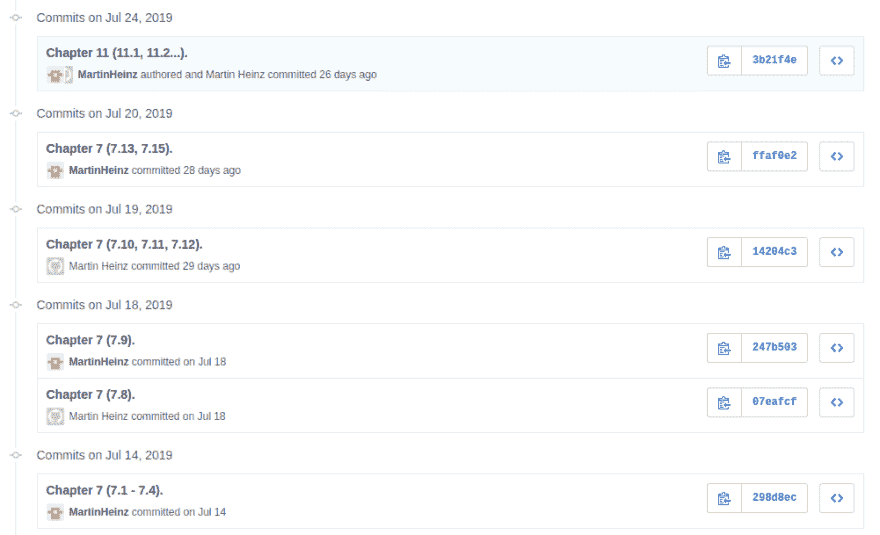 Commits on Jul 24, 2019
Chapter 11 (11.1, 11.2...).
3b21f4e
MartinHeinz authored and Martin Heinz committed 26 days ago
Commits on Jul 20, 2019
Chapter 7 (7.13, 7.15).
ffaf0e2
MartinHeinz committed 28 days ago
Commits on Jul 19, 2019
Chapter 7 (7.10, 7.11, 7.12).
14204c3
Martin Heinz committed 29 days ago
Commits on Jul 18, 2019
Chapter 7 (7.9).
247b503
MartinHeinz committed on Jul 18
Chapter 7 (7.8).
07eafcf
Martin Heinz committed on Jul 18
Commits on Jul 14, 2019
Chapter 7 (7.1 - 7.4).
298d8ec
MartinHeinz committed on Jul 14